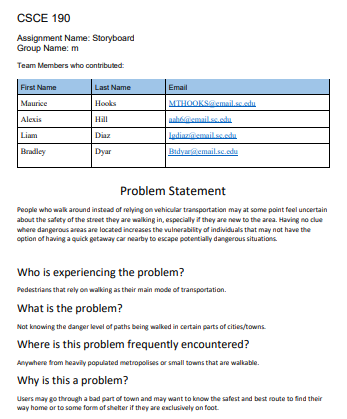 CSCE 190
Assignment Name: Storyboard
Group Name: m
Team Members who contributed:
First Name Last Name Email
Maurice Hooks MTHOOKS@email.sc.edu
Alexis Hill aah6@email.sc.edu
Liam Diaz lgdiaz@email.sc.edu
Bradley Dyar Btdyar@email.sc.edu
Problem Statement
People who walk around instead of relying on vehicular transportation may at some point feel uncertain
about the safety of the street they are walking in, especially if they are new to the area. Having no clue
where dangerous areas are located increases the vulnerability of individuals that may not have the
option of having a quick getaway car nearby to escape potentially dangerous situations.
Who is experiencing the problem?
Pedestrians that rely on walking as their main mode of transportation.
What is the problem?
Not knowing the danger level of paths being walked in certain parts of cities/towns.
Where is this problem frequently encountered?
Anywhere from heavily populated metropolises or small towns that are walkable.
Why is this a problem?
Users may go through a bad part of town and may want to know the safest and best route to find their
way home or to some form of shelter if they are exclusively on foot.